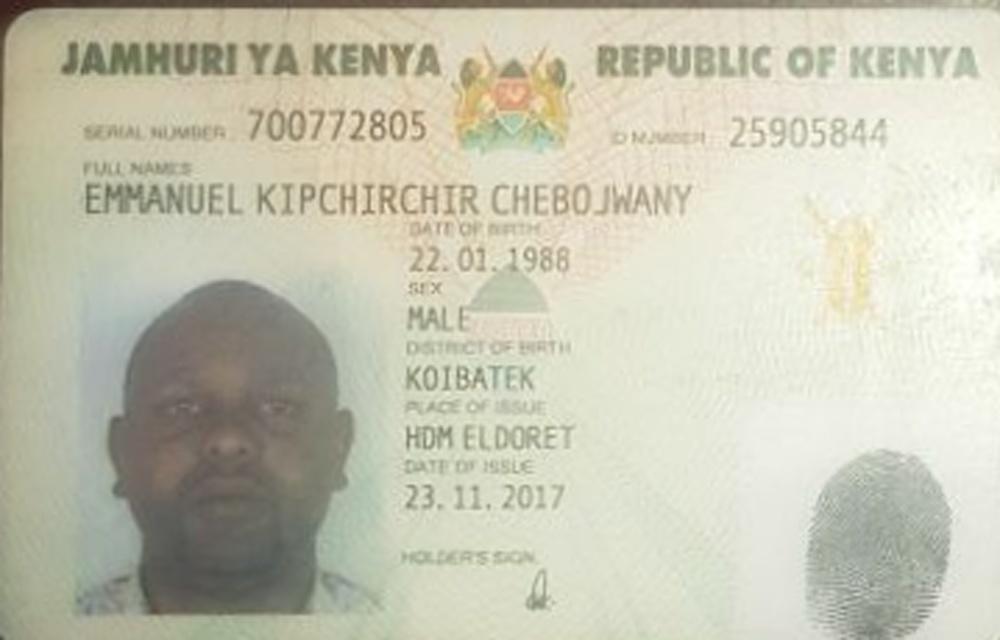 JAMHURI YA KENYA REPUBLIC OF KENYA
SERIAL NUMBER 700772805 ID NUMBER 25905844
FULL NAMES
EMMANUEL KIPCHIRCHIR CHEBOJWANY
DATE OF BIRTH
22.01.1988
SEX
MALE
DISTRICT OF BIRTH
KOIBATEK
PLACE OF ISSUE
HDM ELDORET
DATE OF ISSUE
23.11.2017
HOLDER'S SIGN.